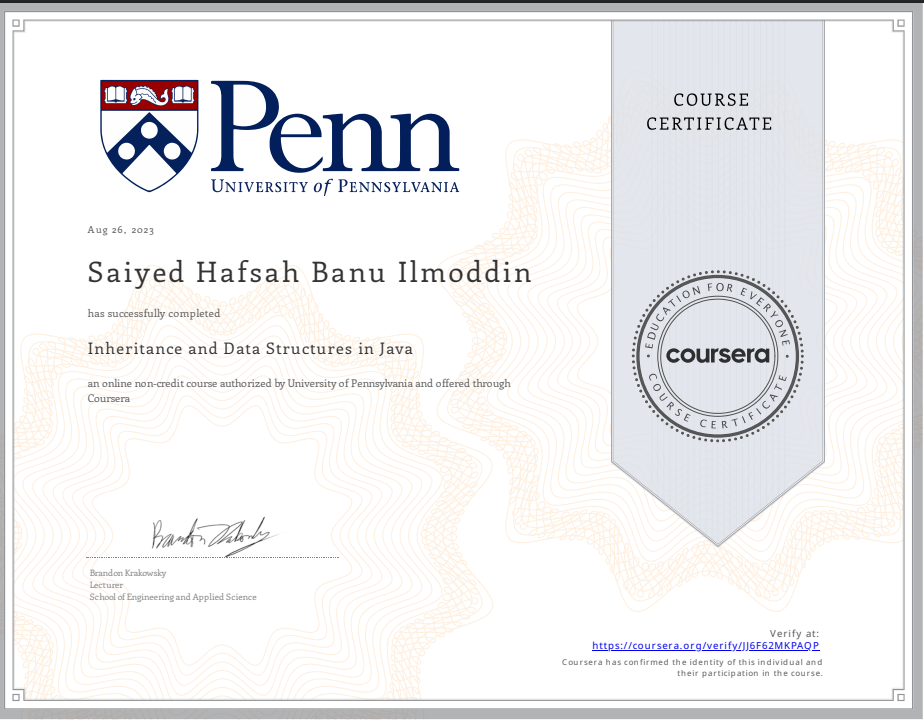 Penn
UNIVERSITY of PENNSYLVANIA
COURSE
CERTIFICATE
Aug 26, 2023
Saiyed Hafsah Banu Ilmoddin
has successfully completed
Inheritance and Data Structures in Java
an online non-credit course authorized by University of Pennsylvania and offered through
Coursera
EDUCATION FOR EVERYONE
coursera
COURSE CERTIFICATE
Brandon Krakowsky
Brandon Krakowsky
Lecturer
School of Engineering and Applied Science
Verify at:
https://coursera.org/verify/JJ6F62MKPAQP
Coursera has confirmed the identity of this individual and
their participation in the course.